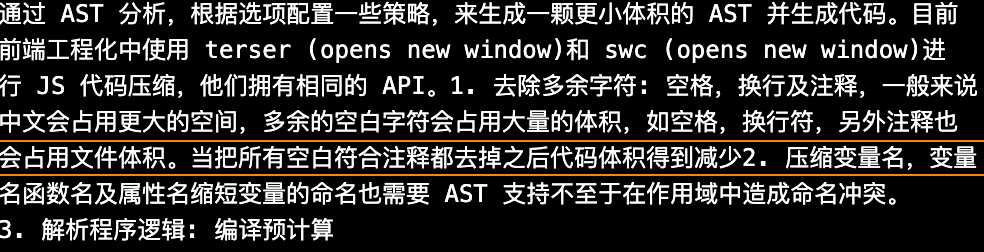 通过 AST 分析，根据选项配置一些策略，来生成一颗更小体积的 AST 并生成代码。目前
前端工程化中使用 terser (opens new window)和 swc (opens new window)进
行 JS 代码压缩，他们拥有相同的 API。1. 去除多余字符: 空格，换行及注释，一般来说
中文会占用更大的空间，多余的空白字符会占用大量的体积，如空格，换行符，另外注释也
会占用文件体积。当把所有空白符合注释都去掉之后代码体积得到减少2. 压缩变量名，变量
名函数名及属性名缩短变量的命名也需要 AST 支持不至于在作用域中造成命名冲突。
3. 解析程序逻辑: 编译预计算